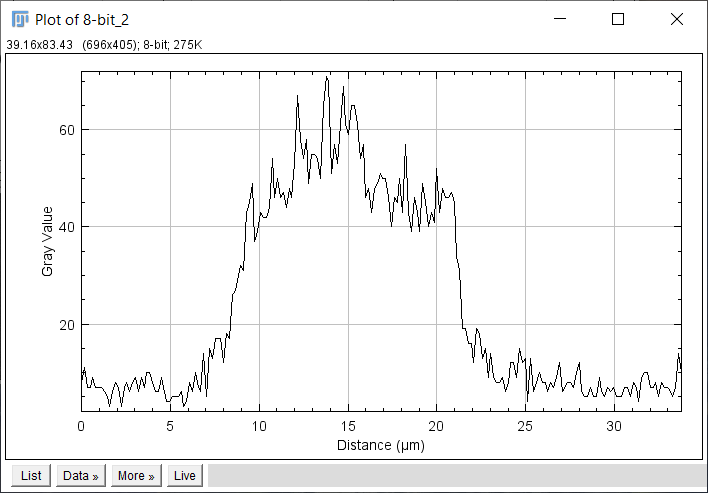 Plot of 8-bit_2
39.16x83.43 (696x405); 8-bit; 275K
60
40
20
Gray Value
0 5 10 15 20 25 30
Distance (µm)
List Data » More » Live